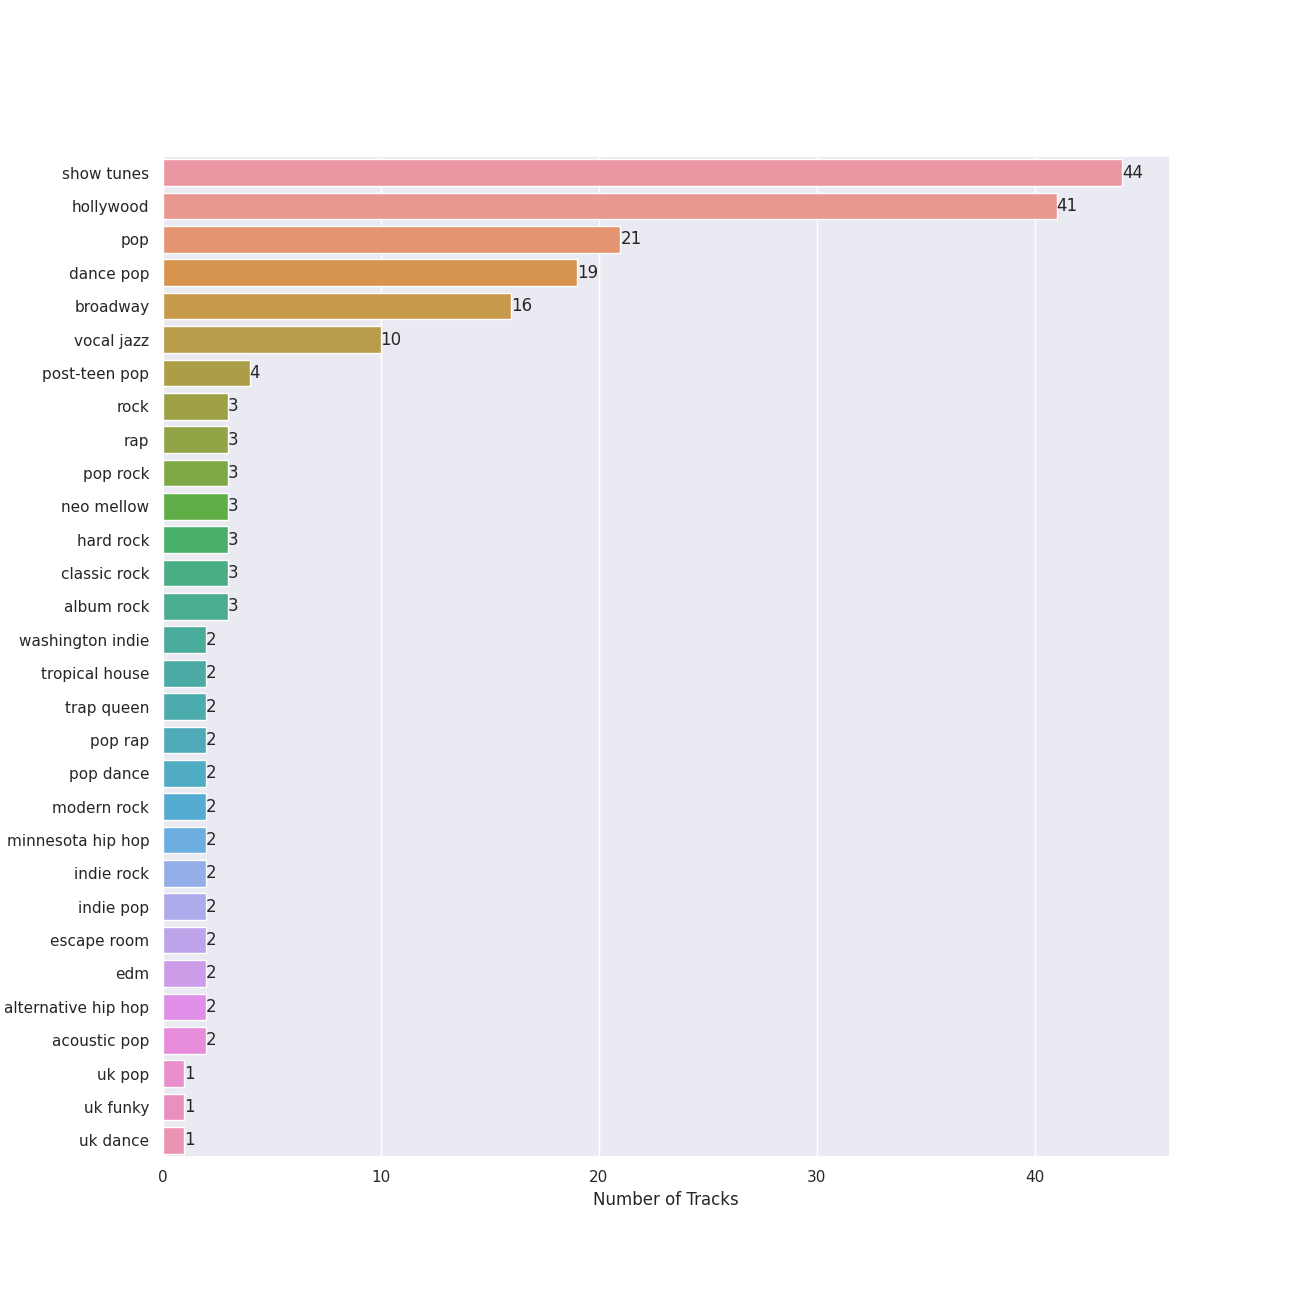 show tunes 44
hollywood 41
pop 21
dance pop 19
broadway 16
vocal jazz 10
post-teen pop 4
rock 3
rap 3
pop rock 3
neo mellow 3
hard rock 3
classic rock 3
album rock 3
washington indie 2
tropical house 2
trap queen 2
pop rap 2
pop dance 2
modern rock 2
minnesota hip hop 2
indie rock 2
indie pop 2
escape room 2
edm 2
alternative hip hop 2
acoustic pop 2
uk pop 1
uk funky 1
uk dance 1
0 10 20 30 40
Number of Tracks